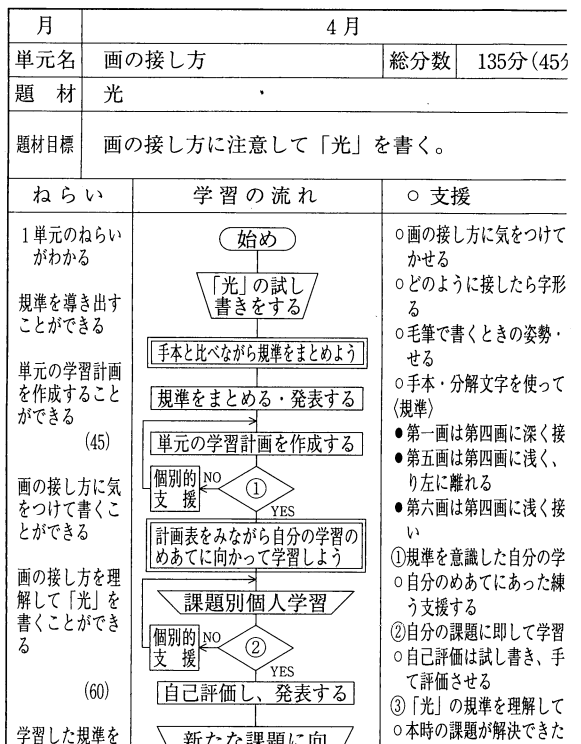 月 4月
単元名 画の接し方 総分数 135分(45分
題材 光
題材目標 画の接し方に注意して「光」を書く。
ねらい 学習の流れ ○支援
1単元のねらい
がわかる
規準を導き出す
ことができる
単元の学習計画
を作成すること
ができる
(45)
画の接し方に気
をつけて書くこ
とができる
画の接し方を理
解して「光」を
書くことができ
る
(60)
学習した規準を
始め
「光」の試し
書きをする
手本と比べながら規準をまとめよう
規準をまとめる・発表する
単元の学習計画を作成する
個別的
支援
NO
①
YES
計画表をみながら自分の学習の
めあてに向かって学習しよう
課題別個人学習
個別的
支援
NO
②
YES
自己評価し、発表する
新たな課題に向
○画の接し方に気をつけて
かせる
○どのように接したら字形
る
○毛筆で書くときの姿勢・
せる
○手本・分解文字を使って
〈規準〉
●第一画は第四画に深く接
●第五画は第四画に浅く、
り左に離れる
●第六画は第四画に浅く接
い
①規準を意識した自分の学
○自分のめあてにあった練
う支援する
②自分の課題に即して学習
○自己評価は試し書き、手
て評価させる
③「光」の規準を理解して
○本時の課題が解決できた